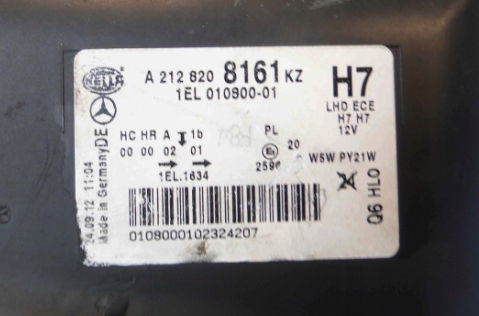 HELLA
A 212 820 8161 KZ
1EL 010800-01
H7
LHD ECE
H7 H7
12V
HC HR A 1b
00 00 02 01
PL
20
E1
W5W PY21W
1EL.1634
Q6 HLO
0108000102324207
24.09.12 11:04
Made in Germany DE